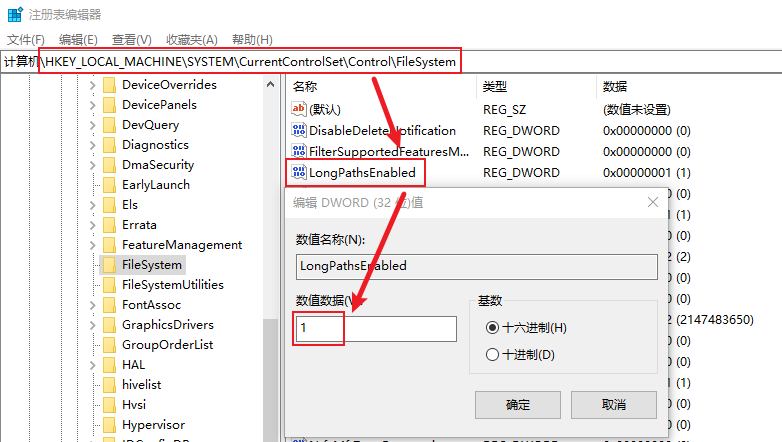 注册表编辑器
文件(F) 编辑(E) 查看(V) 收藏夹(A) 帮助(H)
计算机\HKEY_LOCAL_MACHINE\SYSTEM\CurrentControlSet\Control\FileSystem
DeviceOverrides
DevicePanels
DevQuery
Diagnostics
DmaSecurity
EarlyLaunch
Els
Errata
FeatureManagement
FileSystem
FileSystemUtilities
FontAssoc
GraphicsDrivers
GroupOrderList
HAL
hivelist
Hvsi
Hypervisor
名称 类型 数据
ab (默认) REG_SZ (数值未设置)
DisableDeleteNotification REG_DWORD 0x00000000 (0)
FilterSupportedFeaturesM... REG_DWORD 0x00000000 (0)
LongPathsEnabled REG_DWORD 0x00000001 (1)
(0)
(1)
(0)
(2)
(0)
(0)
2 (2147483650)
(0)
(0)
(1)
(0)
编辑 DWORD (32 位)值
数值名称(N):
LongPathsEnabled
数值数据(V
1
基数
十六进制(H)
十进制(D)
确定 取消